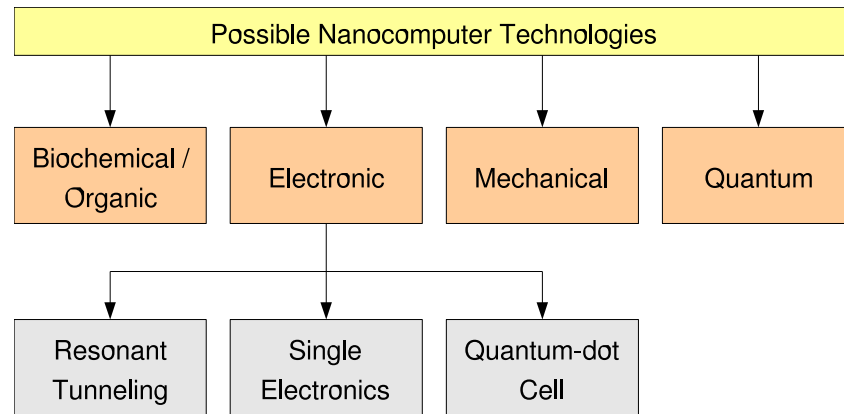 Possible Nanocomputer Technologies
Biochemical /
Organic
Electronic
Mechanical
Quantum
Resonant
Tunneling
Single
Electronics
Quantum-dot
Cell